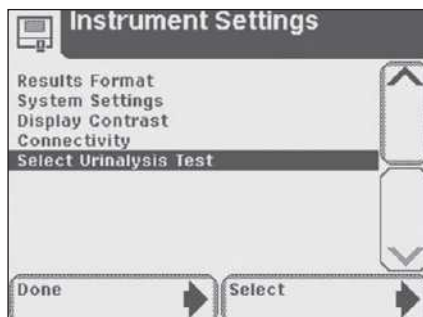 Instrument Settings
Results Format
System Settings
Display Contrast
Connectivity
Select Urinalysis Test
Done
Select